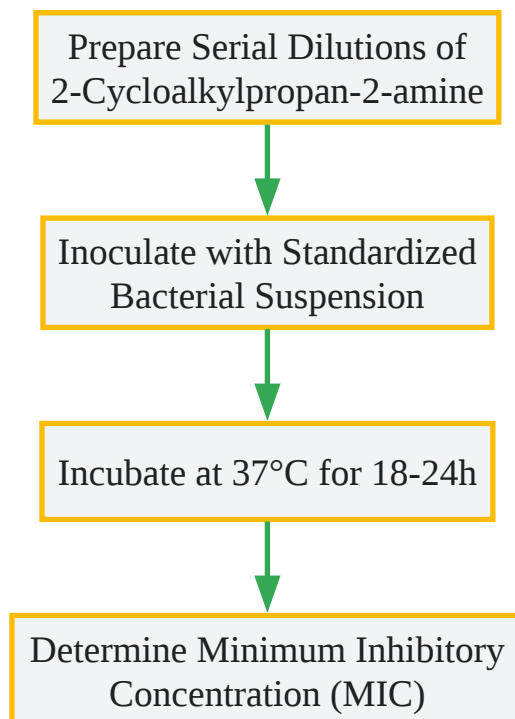 Prepare Serial Dilutions of
2-Cycloalkylpropan-2-amine
Inoculate with Standardized
Bacterial Suspension
Incubate at 37°C for 18-24h
Determine Minimum Inhibitory
Concentration (MIC)